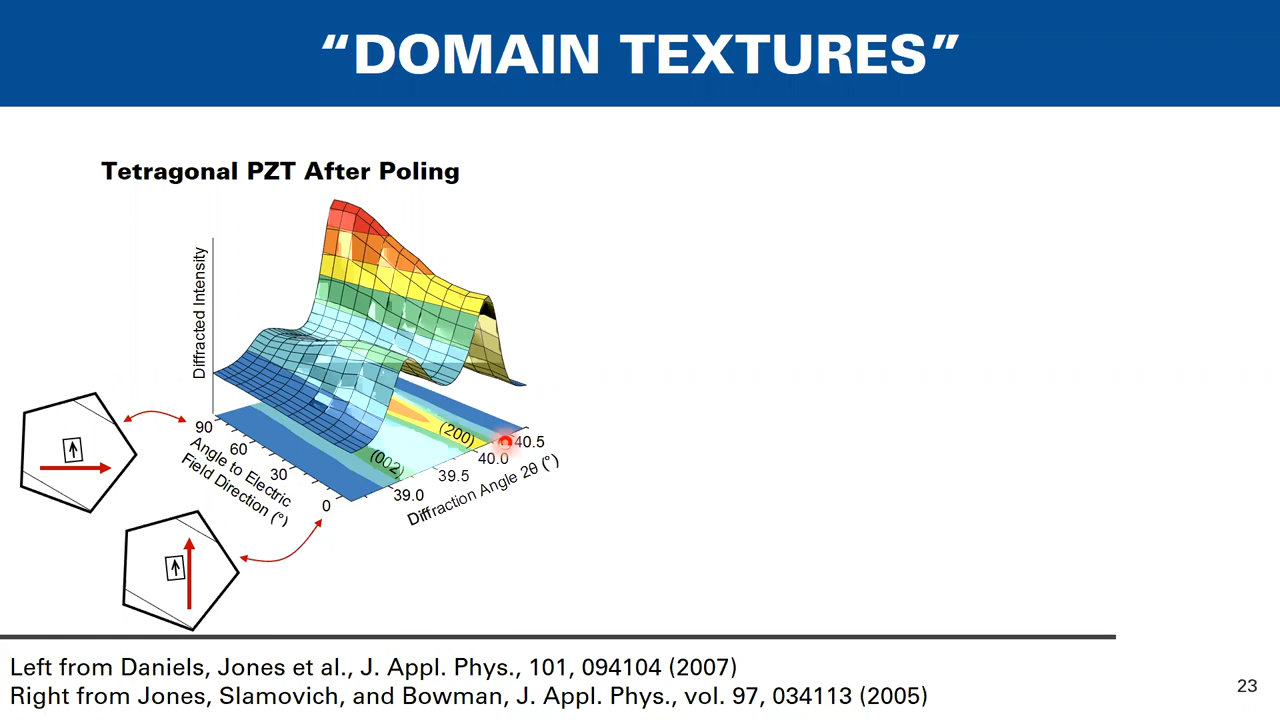 “DOMAIN TEXTURES”
Tetragonal PZT After Poling
Diffracted Intensity
90
60
30
0
Angle to Electric
Field Direction (°)
(002)
(200)
39.0
39.5
40.0
40.5
Diffraction Angle 2θ (°)
Left from Daniels, Jones et al., J. Appl. Phys., 101, 094104 (2007)
Right from Jones, Slamovich, and Bowman, J. Appl. Phys., vol. 97, 034113 (2005)
23